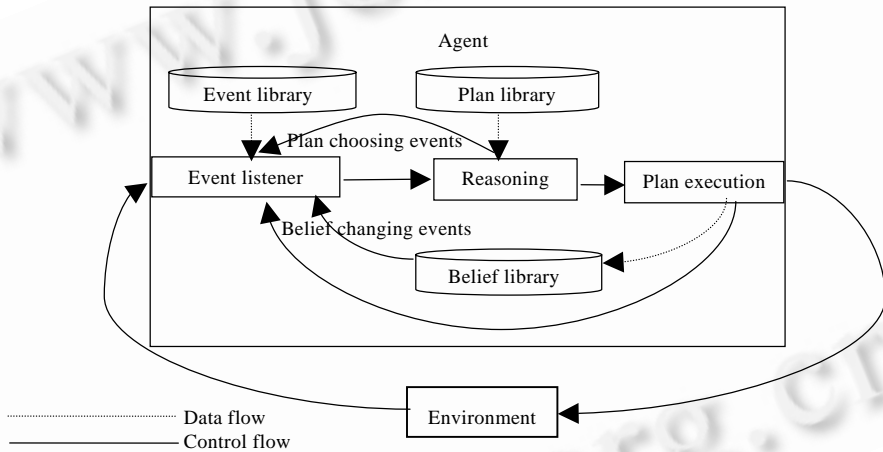 Agent
Event library
Plan library
Plan choosing events
Event listener
Reasoning
Plan execution
Belief changing events
Belief library
Environment
Data flow
Control flow